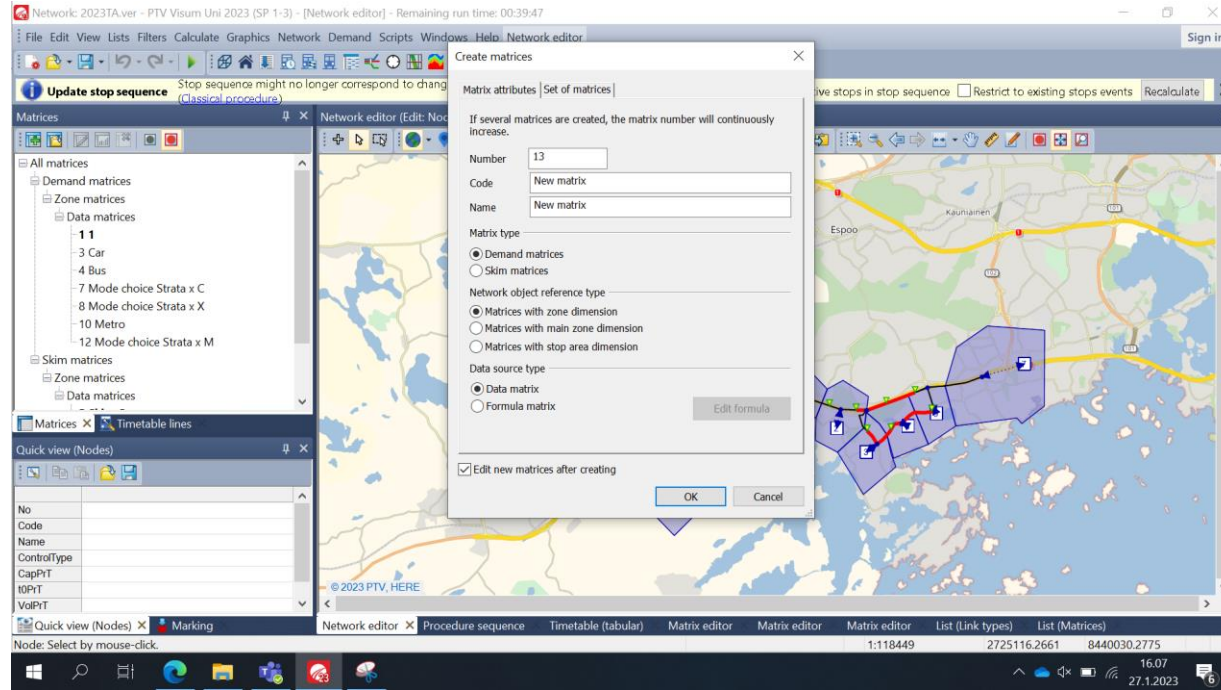 Network: 2023TA.ver - PTV Visum Uni 2023 (SP 1-3) - [Network editor] - Remaining run time: 00:39:47
File Edit View Lists Filters Calculate Graphics Network Demand Scripts Windows Help Network editor
Sign in
Update stop sequence
Stop sequence might no longer correspond to chang
(Classical procedure)
ive stops in stop sequence
Restrict to existing stops events
Recalculate
Matrices
Network editor (Edit: Noc
All matrices
Demand matrices
Zone matrices
Data matrices
1 1
3 Car
4 Bus
7 Mode choice Strata x C
8 Mode choice Strata x X
10 Metro
12 Mode choice Strata x M
Skim matrices
Zone matrices
Data matrices
Matrices
Timetable lines
Quick view (Nodes)
No
Code
Name
ControlType
CapPrT
t0PrT
VolPrT
Quick view (Nodes)
Marking
Create matrices
Matrix attributes
Set of matrices
If several matrices are created, the matrix number will continuously
increase.
Number 13
Code New matrix
Name New matrix
Matrix type
Demand matrices
Skim matrices
Network object reference type
Matrices with zone dimension
Matrices with main zone dimension
Matrices with stop area dimension
Data source type
Data matrix
Formula matrix
Edit formula
Edit new matrices after creating
OK
Cancel
Kauniainen
Espoo
101
102
© 2023 PTV, HERE
Network editor
Procedure sequence
Timetable (tabular)
Matrix editor
Matrix editor
Matrix editor
List (Link types)
List (Matrices)
Node: Select by mouse-click.
1:118449
2725116.2661
8440030.2775
16.07
27.1.2023
6